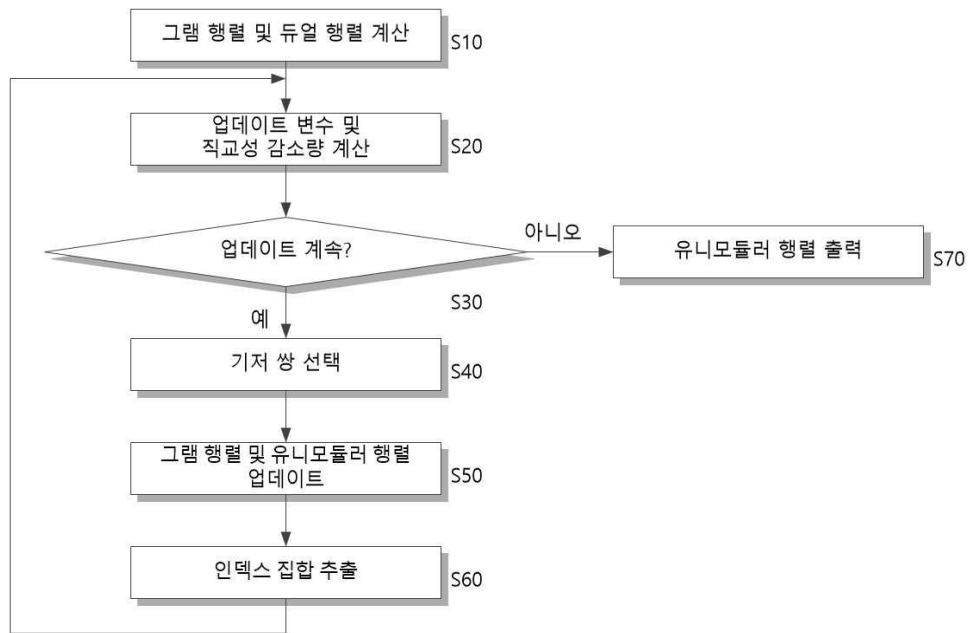 그램 행렬 및 듀얼 행렬 계산
S10
업데이트 변수 및
직교성 감소량 계산
S20
업데이트 계속?
S30
아니오
유니모듈러 행렬 출력
S70
예
기저 쌍 선택
S40
그램 행렬 및 유니모듈러 행렬
업데이트
S50
인덱스 집합 추출
S60